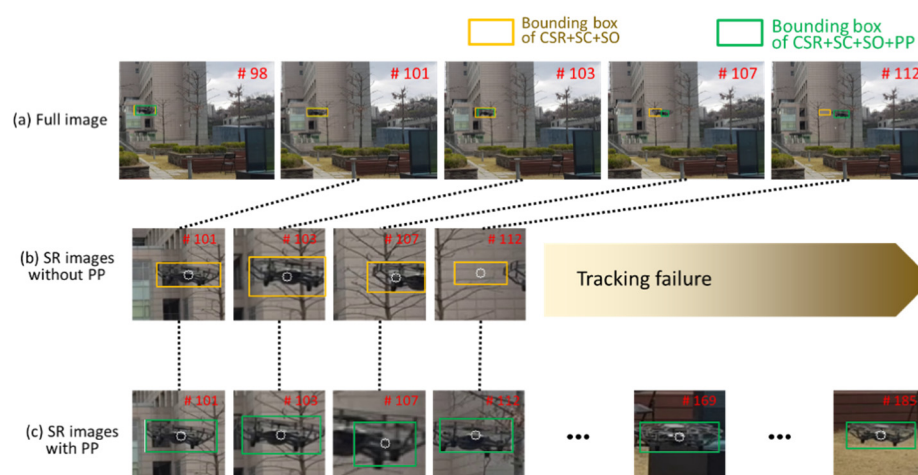 Bounding box
of CSR+SC+SO
Bounding box
of CSR+SC+SO+PP
(a) Full image
# 98
# 101
# 103
# 107
# 112
(b) SR images
without PP
# 101
# 103
# 107
# 112
Tracking failure
(c) SR images
with PP
# 101
# 103
# 107
# 112
•••
# 169
•••
# 185